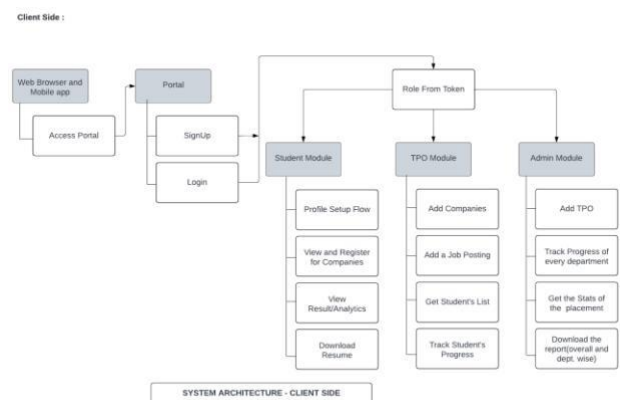 Client Side :
Web Browser and
Mobile app
Access Portal
Portal
SignUp
Login
Role From Token
Student Module
Profile Setup Flow
View and Register
for Companies
View
Result/Analytics
Download
Resume
TPO Module
Add Companies
Add a Job Posting
Get Student's List
Track Student's
Progress
Admin Module
Add TPO
Track Progress of
every department
Get the Stats of
the placement
Download the
report(overall and
dept. wise)
SYSTEM ARCHITECTURE - CLIENT SIDE